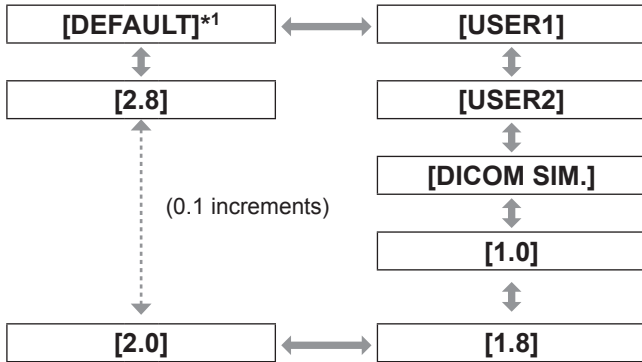 [DEFAULT]*1 [USER1]
[2.8] [USER2]
[DICOM SIM.]
(0.1 increments)
[1.0]
[2.0] [1.8]